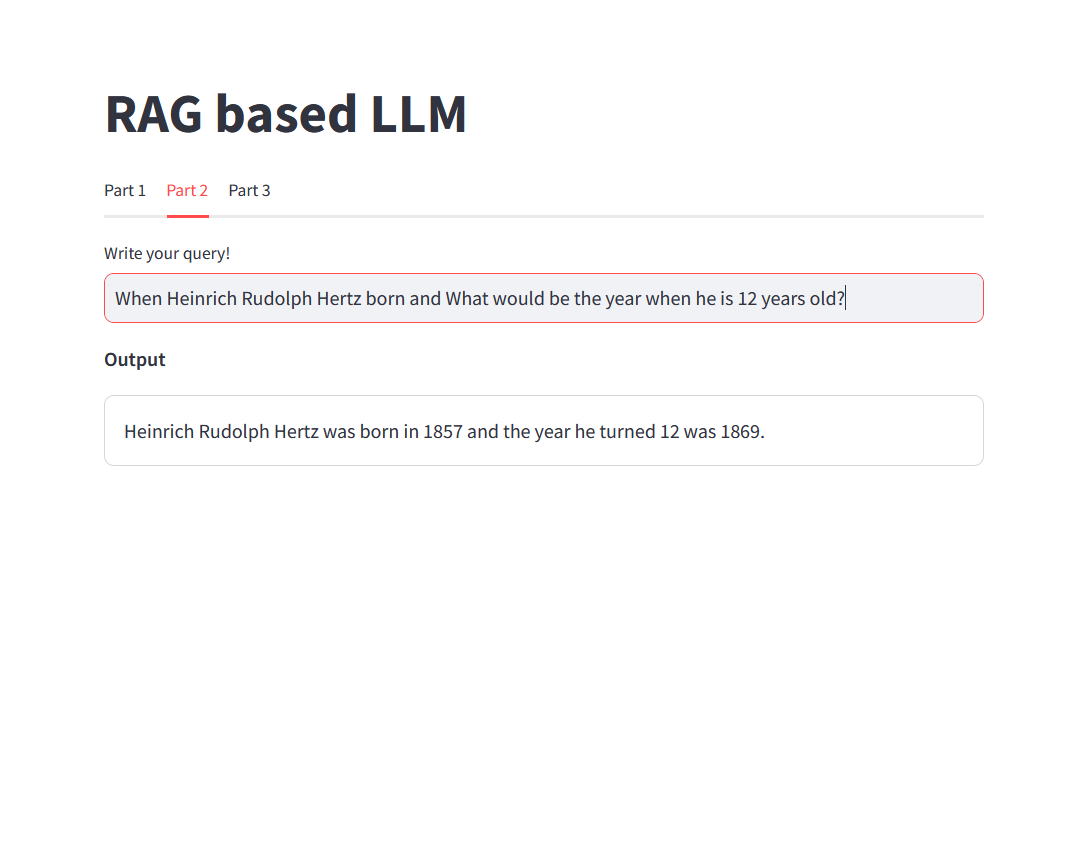 RAG based LLM
Part 1 Part 2 Part 3
Write your query!
When Heinrich Rudolph Hertz born and What would be the year when he is 12 years old?
Output
Heinrich Rudolph Hertz was born in 1857 and the year he turned 12 was 1869.